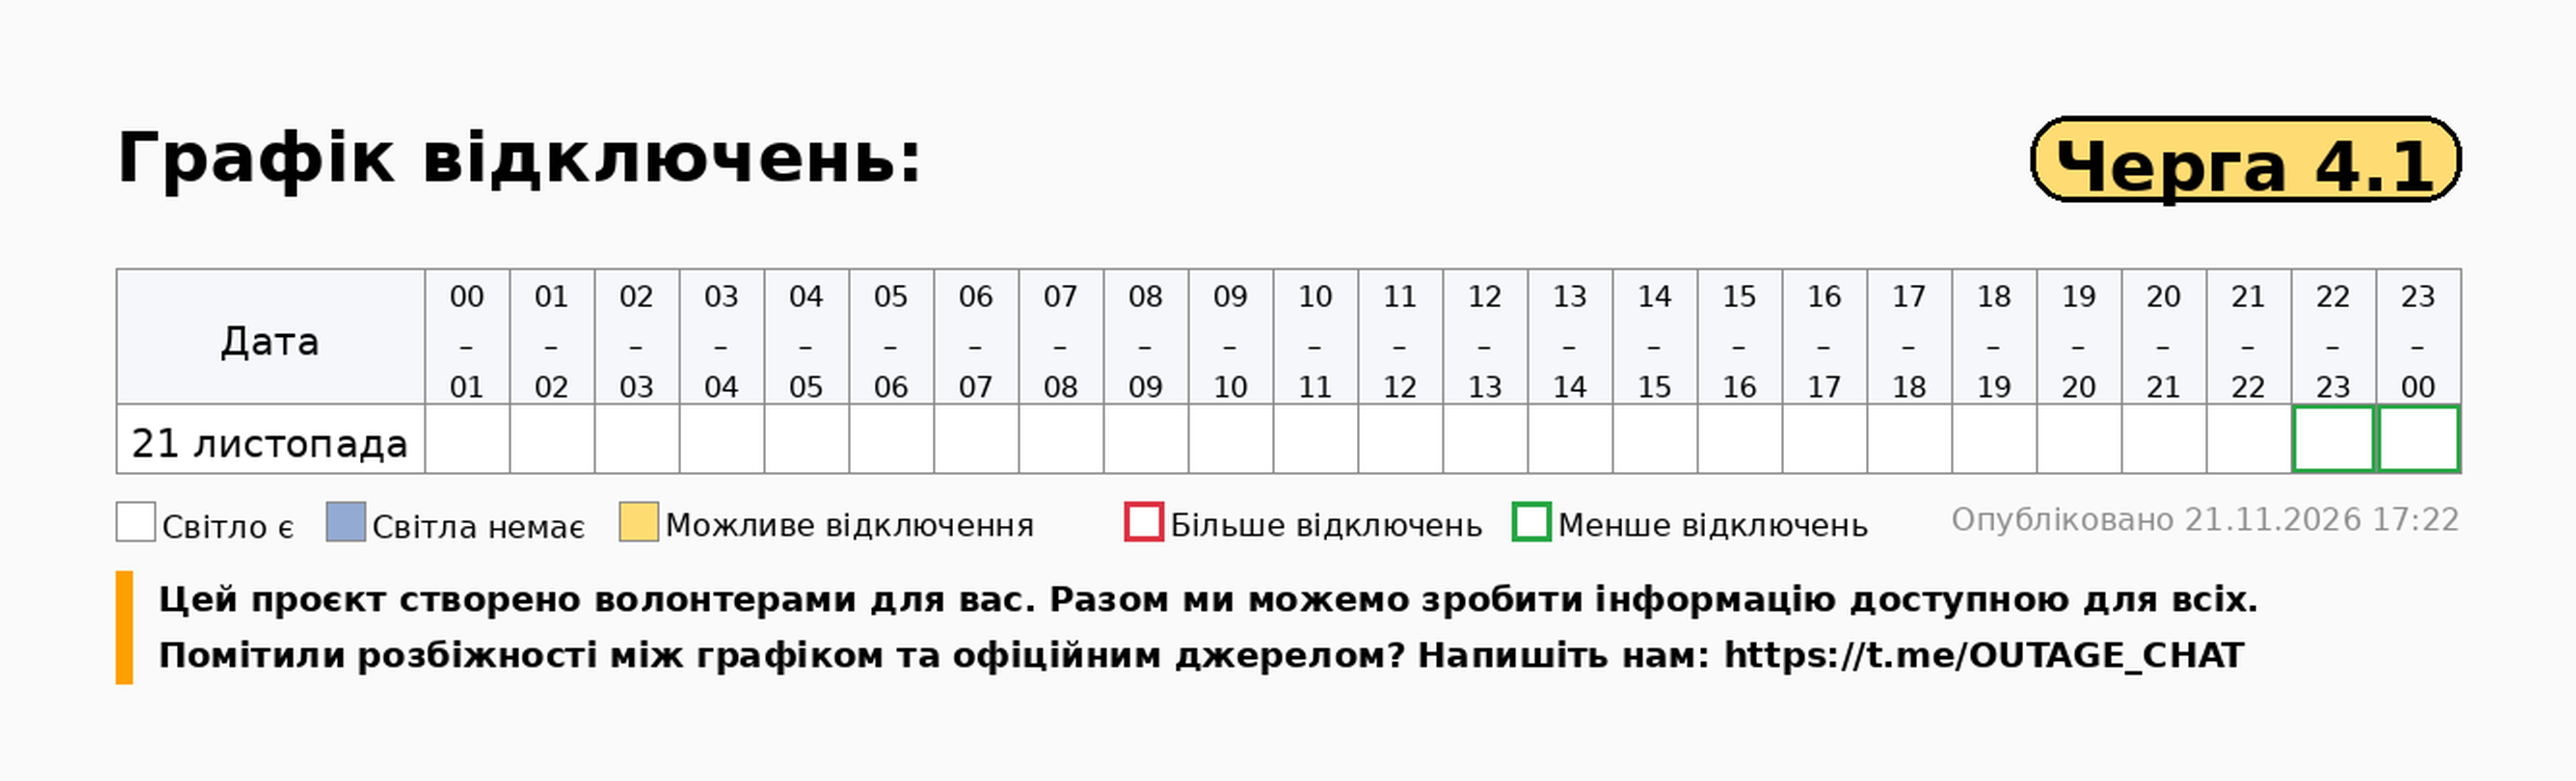 Графік відключень:
Черга 4.1
Дата 00 – 01 01 – 02 02 – 03 03 – 04 04 – 05 05 – 06 06 – 07 07 – 08 08 – 09 09 – 10 10 – 11 11 – 12 12 – 13 13 – 14 14 – 15 15 – 16 16 – 17 17 – 18 18 – 19 19 – 20 20 – 21 21 – 22 22 – 23 23 – 00
21 листопада
Світло є Світла немає Можливе відключення Більше відключень Менше відключень Опубліковано 21.11.2026 17:22
Цей проєкт створено волонтерами для вас. Разом ми можемо зробити інформацію доступною для всіх.
Помітили розбіжності між графіком та офіційним джерелом? Напишіть нам: https://t.me/OUTAGE_CHAT